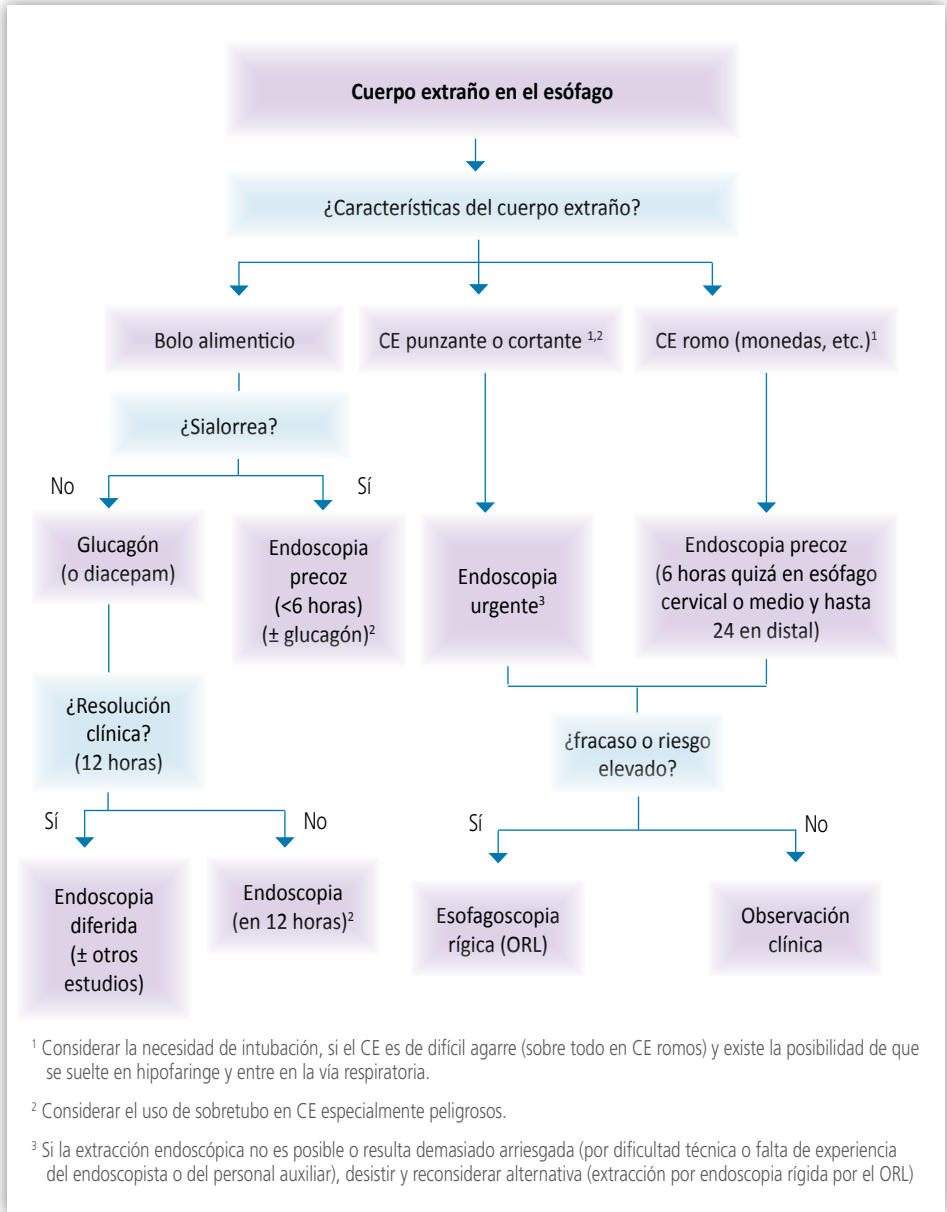 Cuerpo extraño en el esófago
¿Características del cuerpo extraño?
Bolo alimenticio
CE punzante o cortante 1,2
CE romo (monedas, etc.)1
¿Sialorrea?
No
Sí
Glucagón
(o diacepam)
Endoscopia
precoz
(<6 horas)
(± glucagón)2
Endoscopia
urgente3
Endoscopia precoz
(6 horas quizá en esófago
cervical o medio y hasta
24 en distal)
¿Resolución
clínica?
(12 horas)
¿fracaso o riesgo
elevado?
Sí
No
Sí
No
Endoscopia
diferida
(± otros
estudios)
Endoscopia
(en 12 horas)2
Esofagoscopia
rígica (ORL)
Observación
clínica
1 Considerar la necesidad de intubación, si el CE es de difícil agarre (sobre todo en CE romos) y existe la posibilidad de que
se suelte en hipofaringe y entre en la vía respiratoria.
2 Considerar el uso de sobretubo en CE especialmente peligrosos.
3 Si la extracción endoscópica no es posible o resulta demasiado arriesgada (por dificultad técnica o falta de experiencia
del endoscopista o del personal auxiliar), desistir y reconsiderar alternativa (extracción por endoscopia rígida por el ORL)